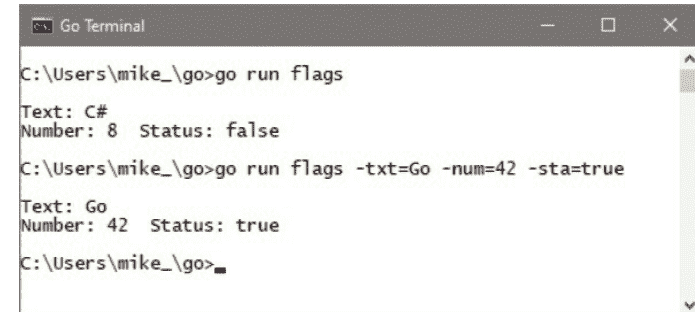 Go Terminal
C:\Users\mike_\go>go run flags
Text: C#
Number: 8  Status: false
C:\Users\mike_\go>go run flags -txt=Go -num=42 -sta=true
Text: Go
Number: 42  Status: true
C:\Users\mike_\go>